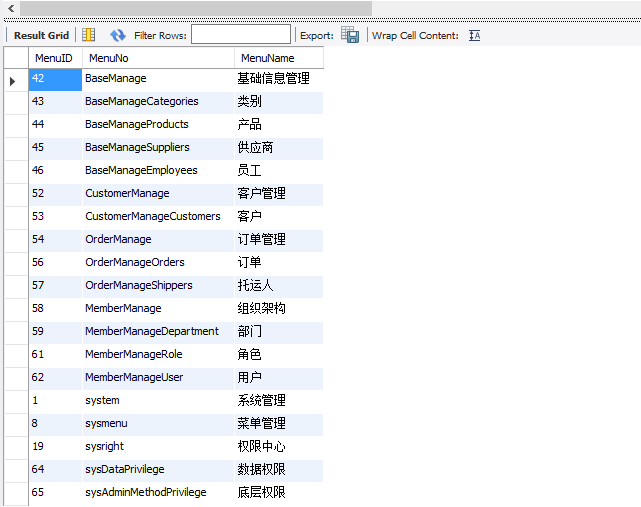 Result Grid Filter Rows: Export: Wrap Cell Content:
MenuID MenuNo MenuName
42 BaseManage 基础信息管理
43 BaseManageCategories 类别
44 BaseManageProducts 产品
45 BaseManageSuppliers 供应商
46 BaseManageEmployees 员工
52 CustomerManage 客户管理
53 CustomerManageCustomers 客户
54 OrderManage 订单管理
56 OrderManageOrders 订单
57 OrderManageShippers 托运人
58 MemberManage 组织架构
59 MemberManageDepartment 部门
61 MemberManageRole 角色
62 MemberManageUser 用户
1 system 系统管理
8 sysmenu 菜单管理
19 sysright 权限中心
64 sysDataPrivilege 数据权限
65 sysAdminMethodPrivilege 底层权限